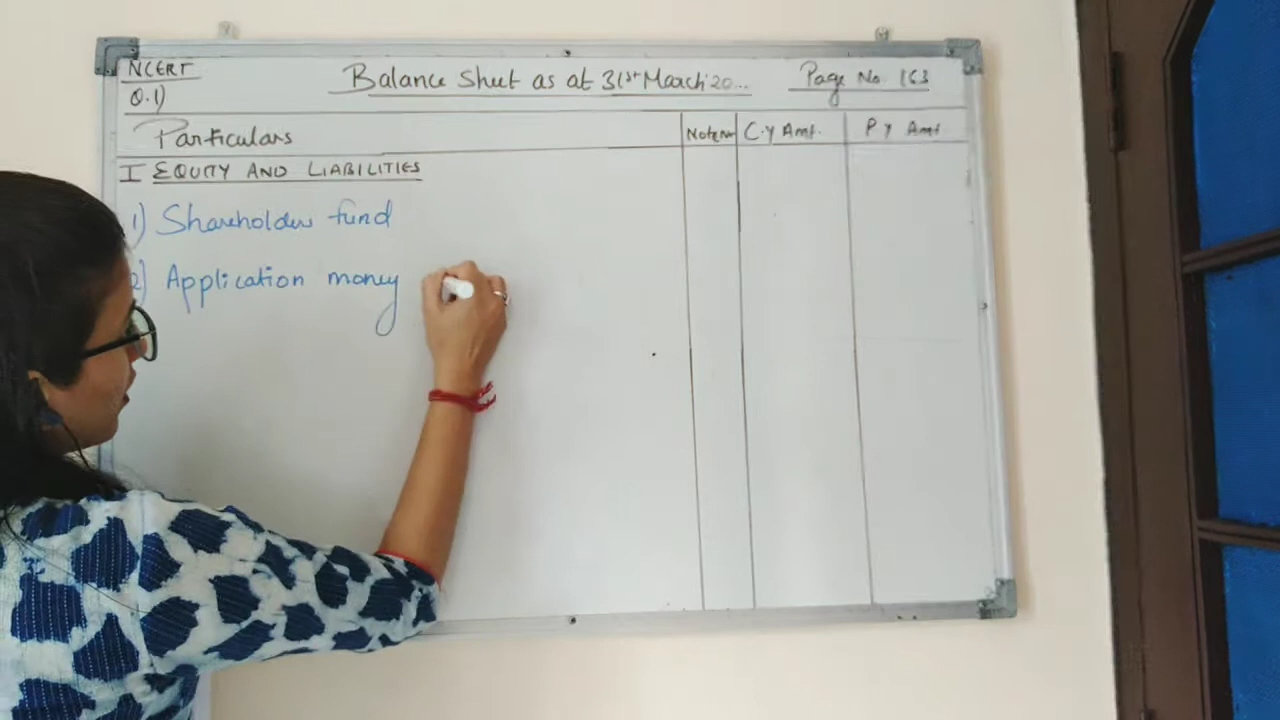 NCERT
Balance Sheet as at 31st March 20...
Page No. 163
Q.1)
Particulars
Note No
C.Y Amt.
P Y Amt
I EQUITY AND LIABILITIES
1) Shareholders fund
2) Application money